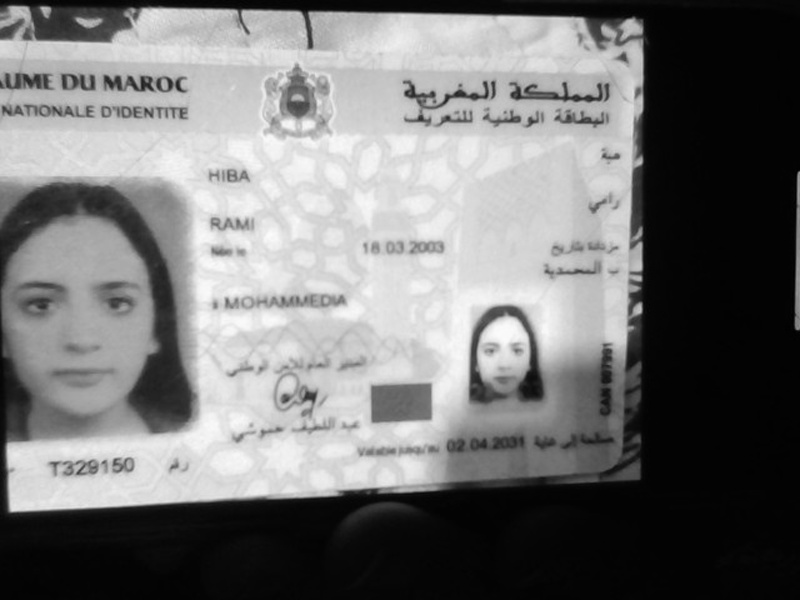 AUME DU MAROC
المملكة المغربية
NATIONALE D'IDENTITE
البطاقة الوطنية للتعريف
هبة
HIBA
رامي
RAMI
Née le 18.03.2003 مزدادة بتاريخ
ب المحمدية
à MOHAMMEDIA
المدير العام للأمن الوطني
عبد اللطيف حموشي
CAN
Valable jusqu'au 02.04.2031 صالحة إلى غاية
T329150 رقم